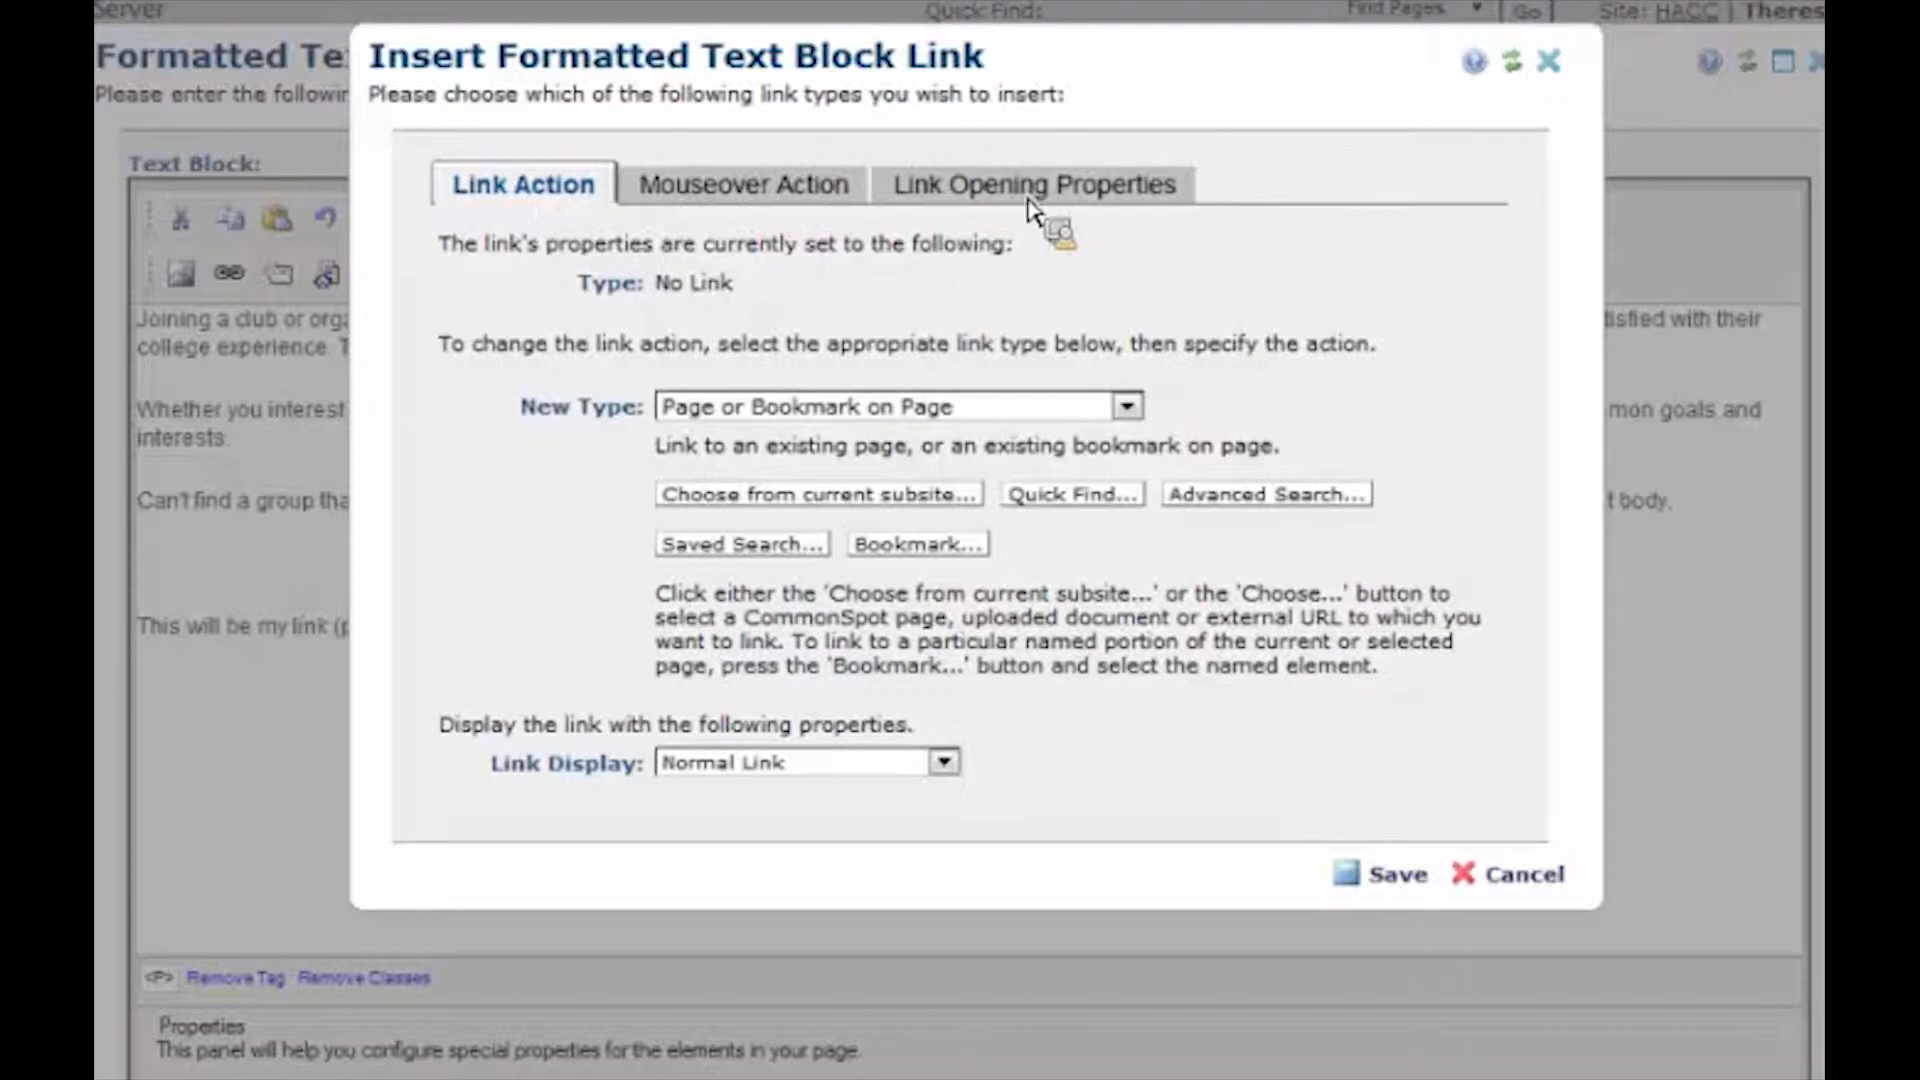 Server Quick Find: Find Pages Go Site: HACC Theres
Formatted Te
Please enter the followin
Insert Formatted Text Block Link
Please choose which of the following link types you wish to insert:
Text Block:
Link Action Mouseover Action Link Opening Properties
The link's properties are currently set to the following:
Type: No Link
To change the link action, select the appropriate link type below, then specify the action.
New Type: Page or Bookmark on Page
Link to an existing page, or an existing bookmark on page.
Choose from current subsite... Quick Find... Advanced Search...
Saved Search... Bookmark...
Click either the 'Choose from current subsite...' or the 'Choose...' button to
select a CommonSpot page, uploaded document or external URL to which you
want to link. To link to a particular named portion of the current or selected
page, press the 'Bookmark...' button and select the named element.
Display the link with the following properties.
Link Display: Normal Link
Save Cancel
Joining a club or orga
tisfied with their
college experience. T
Whether you interest
mon goals and
interests.
Can't find a group tha
t body.
This will be my link (p
<P> Remove Tag Remove Classes
Properties
This panel will help you configure special properties for the elements in your page.